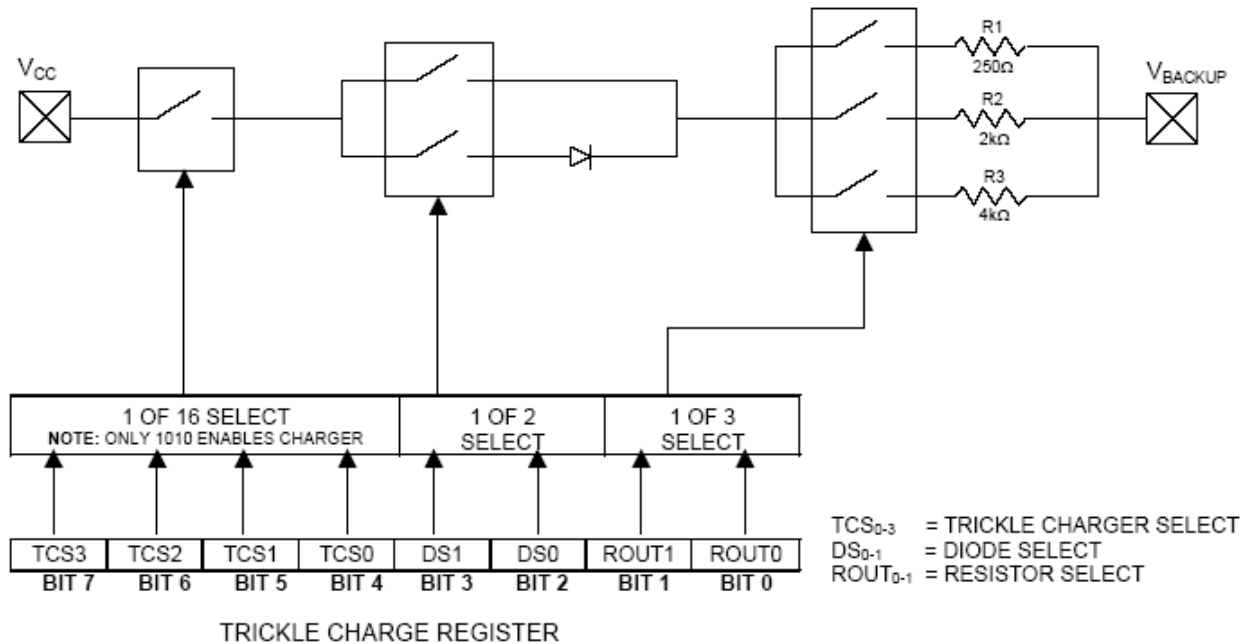 V_CC
R1
250Ω
V_BACKUP
R2
2kΩ
R3
4kΩ
1 OF 16 SELECT
NOTE: ONLY 1010 ENABLES CHARGER
1 OF 2
SELECT
1 OF 3
SELECT
TCS3 TCS2 TCS1 TCS0 DS1 DS0 ROUT1 ROUT0
BIT 7 BIT 6 BIT 5 BIT 4 BIT 3 BIT 2 BIT 1 BIT 0
TCS0-3 = TRICKLE CHARGER SELECT
DS0-1 = DIODE SELECT
ROUT0-1 = RESISTOR SELECT
TRICKLE CHARGE REGISTER